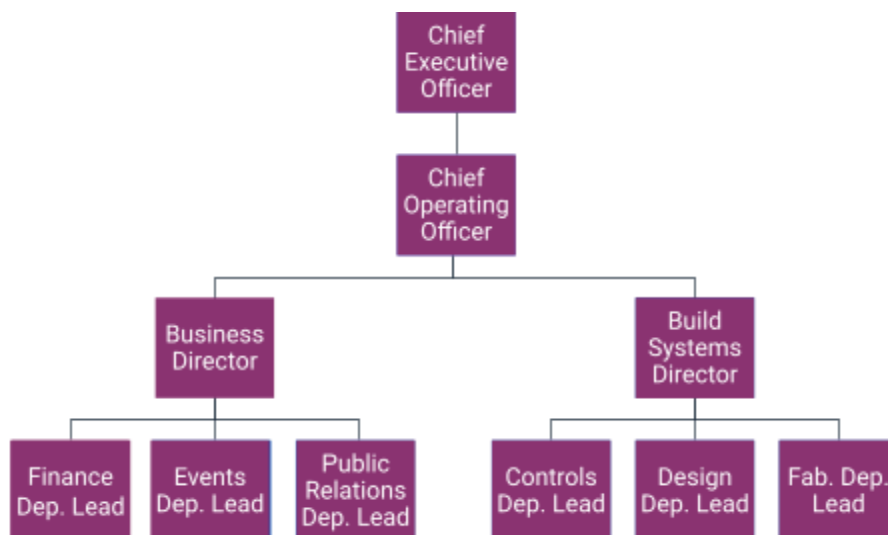 Chief
Executive
Officer
Chief
Operating
Officer
Business
Director
Build
Systems
Director
Finance
Dep. Lead
Events
Dep. Lead
Public
Relations
Dep. Lead
Controls
Dep. Lead
Design
Dep. Lead
Fab. Dep.
Lead